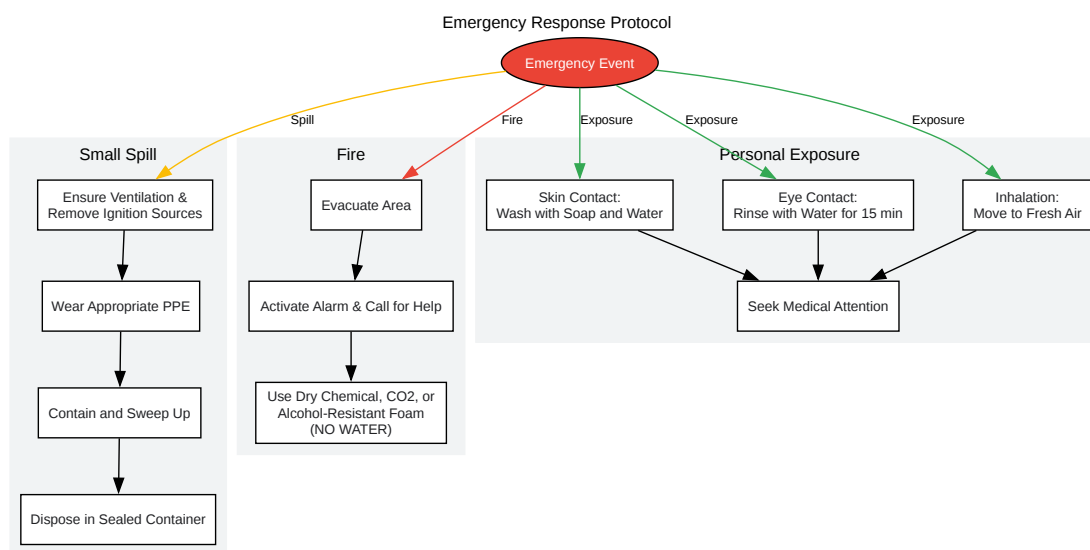 Emergency Response Protocol
Emergency Event
Spill
Fire
Exposure
Exposure
Exposure
Small Spill
Ensure Ventilation &
Remove Ignition Sources
Wear Appropriate PPE
Contain and Sweep Up
Dispose in Sealed Container
Fire
Evacuate Area
Activate Alarm & Call for Help
Use Dry Chemical, CO2, or
Alcohol-Resistant Foam
(NO WATER)
Personal Exposure
Skin Contact:
Wash with Soap and Water
Eye Contact:
Rinse with Water for 15 min
Inhalation:
Move to Fresh Air
Seek Medical Attention